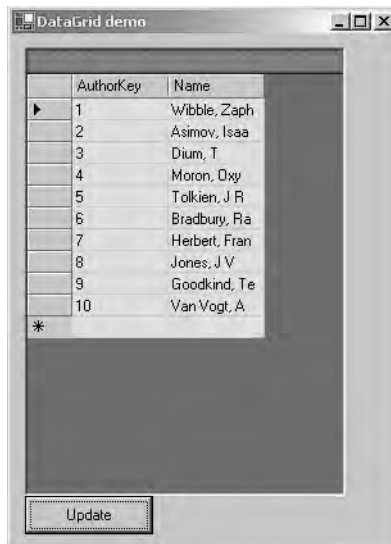 DataGrid demo
AuthorKey Name
1 Wibble, Zaph
2 Asimov, Isaa
3 Dium, T
4 Moron, Oxy
5 Tolkien, J R
6 Bradbury, Ra
7 Herbert, Fran
8 Jones, J V
9 Goodkind, Te
10 Van Vogt, A
Update